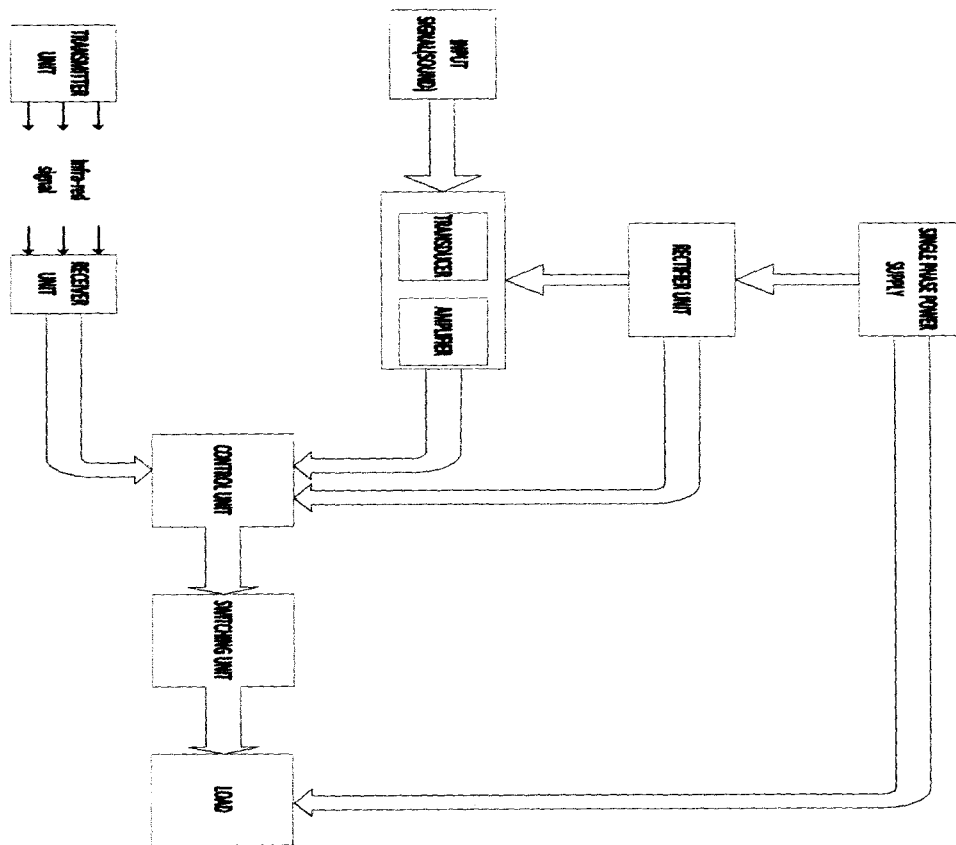 TRANSMITTER
UNIT
Infra-red
signal
RECEIVER
UNIT
INPUT
SIGNAL(SOUND)
TRANSDUCER
AMPLIFIER
RECTIFIER UNIT
SINGLE PHASE POWER
SUPPLY
CONTROL UNIT
SWITCHING UNIT
LOAD